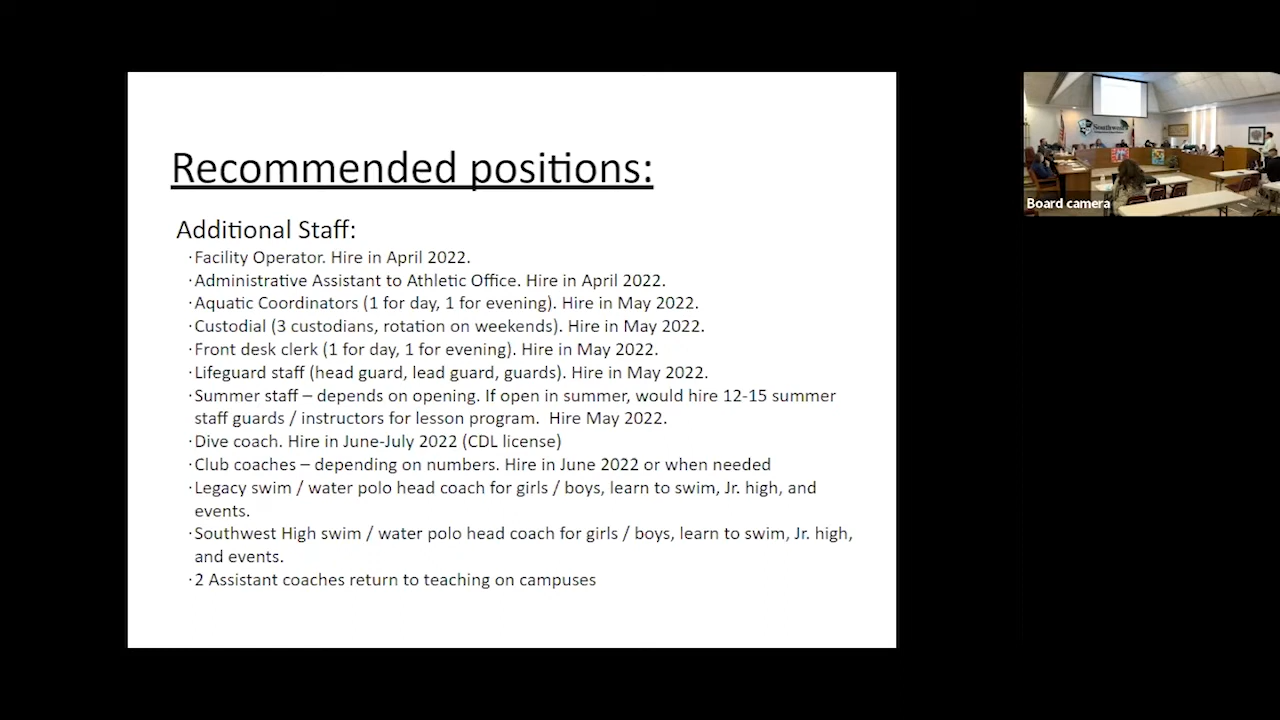 Recommended positions:
Additional Staff:
·Facility Operator. Hire in April 2022.
·Administrative Assistant to Athletic Office. Hire in April 2022.
·Aquatic Coordinators (1 for day, 1 for evening). Hire in May 2022.
·Custodial (3 custodians, rotation on weekends). Hire in May 2022.
·Front desk clerk (1 for day, 1 for evening). Hire in May 2022.
·Lifeguard staff (head guard, lead guard, guards). Hire in May 2022.
·Summer staff – depends on opening. If open in summer, would hire 12-15 summer
staff guards / instructors for lesson program.  Hire May 2022.
·Dive coach. Hire in June-July 2022 (CDL license)
·Club coaches – depending on numbers. Hire in June 2022 or when needed
·Legacy swim / water polo head coach for girls / boys, learn to swim, Jr. high, and
events.
·Southwest High swim / water polo head coach for girls / boys, learn to swim, Jr. high,
and events.
·2 Assistant coaches return to teaching on campuses
Southwest
Board camera